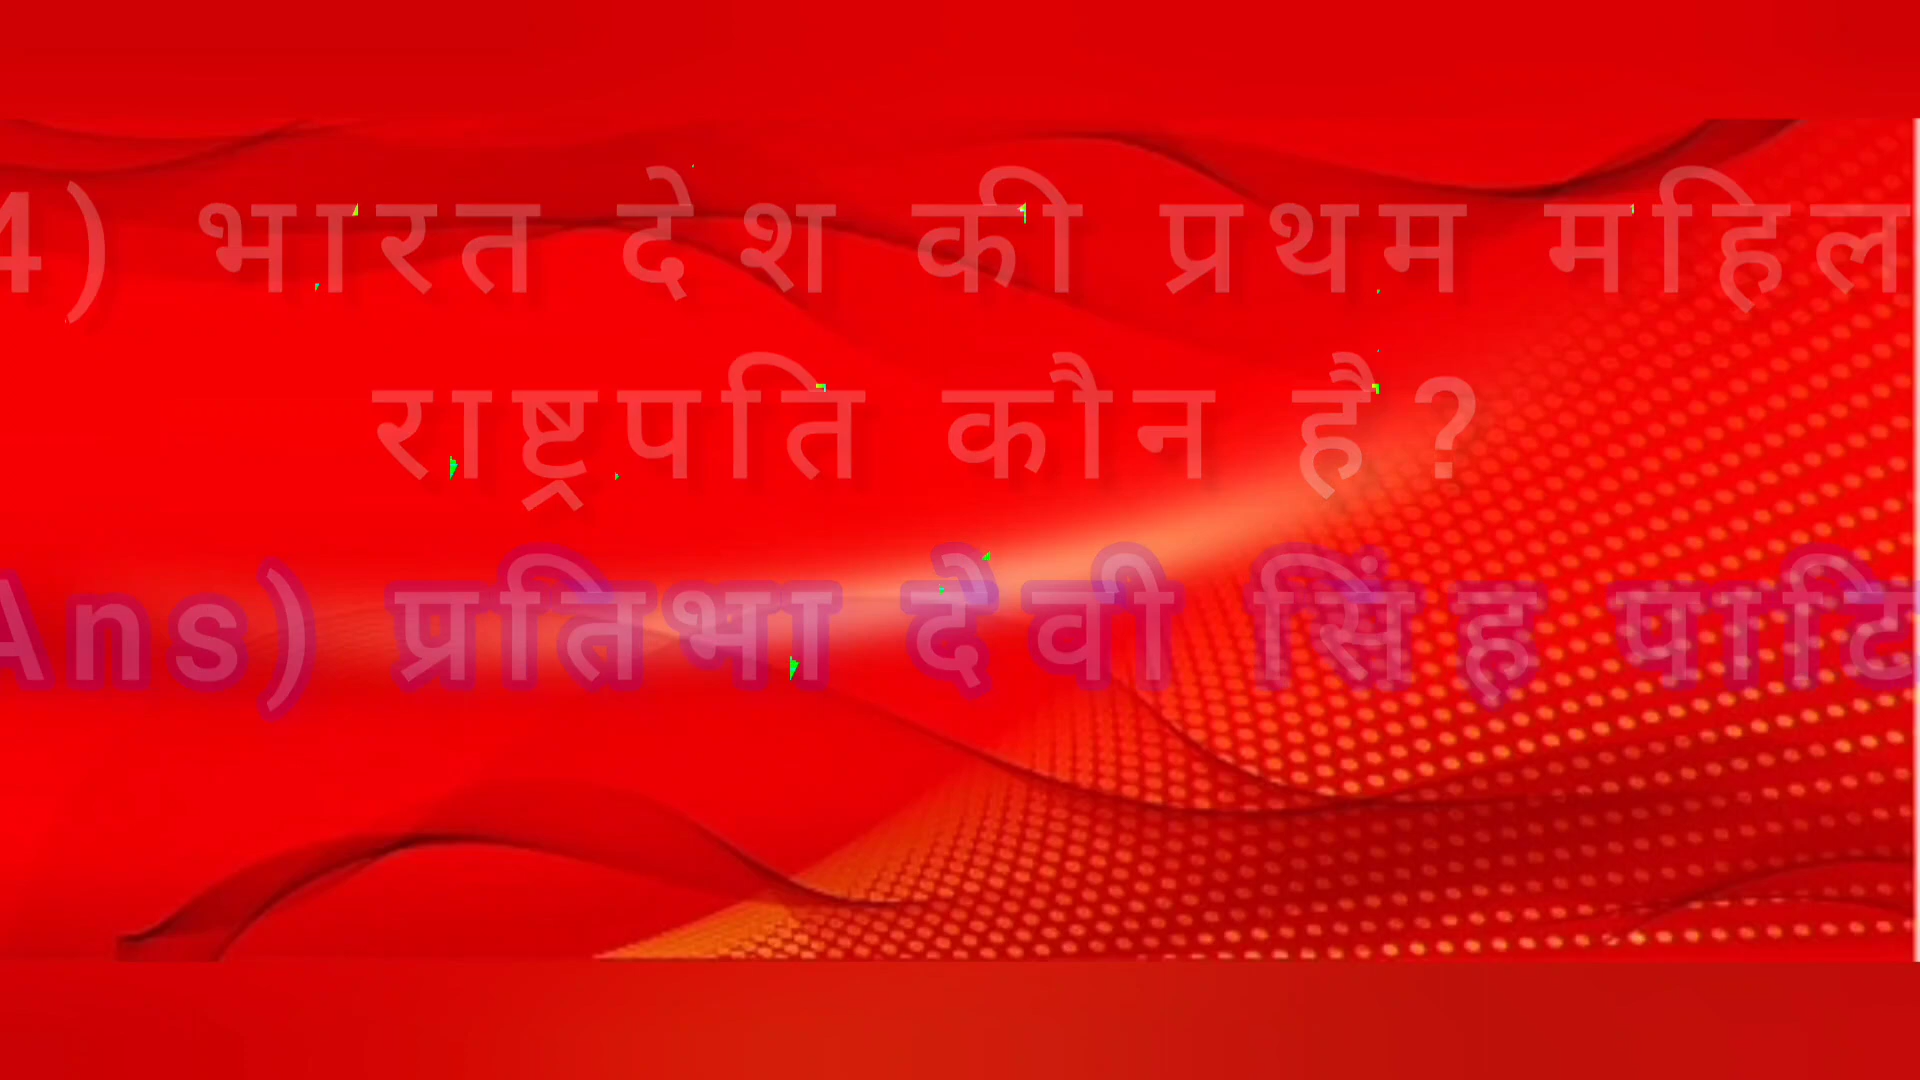 4) भारत देश की प्रथम महिल
राष्ट्रपति कौन है?
Ans) प्रतिभा देवी सिंह पाटि